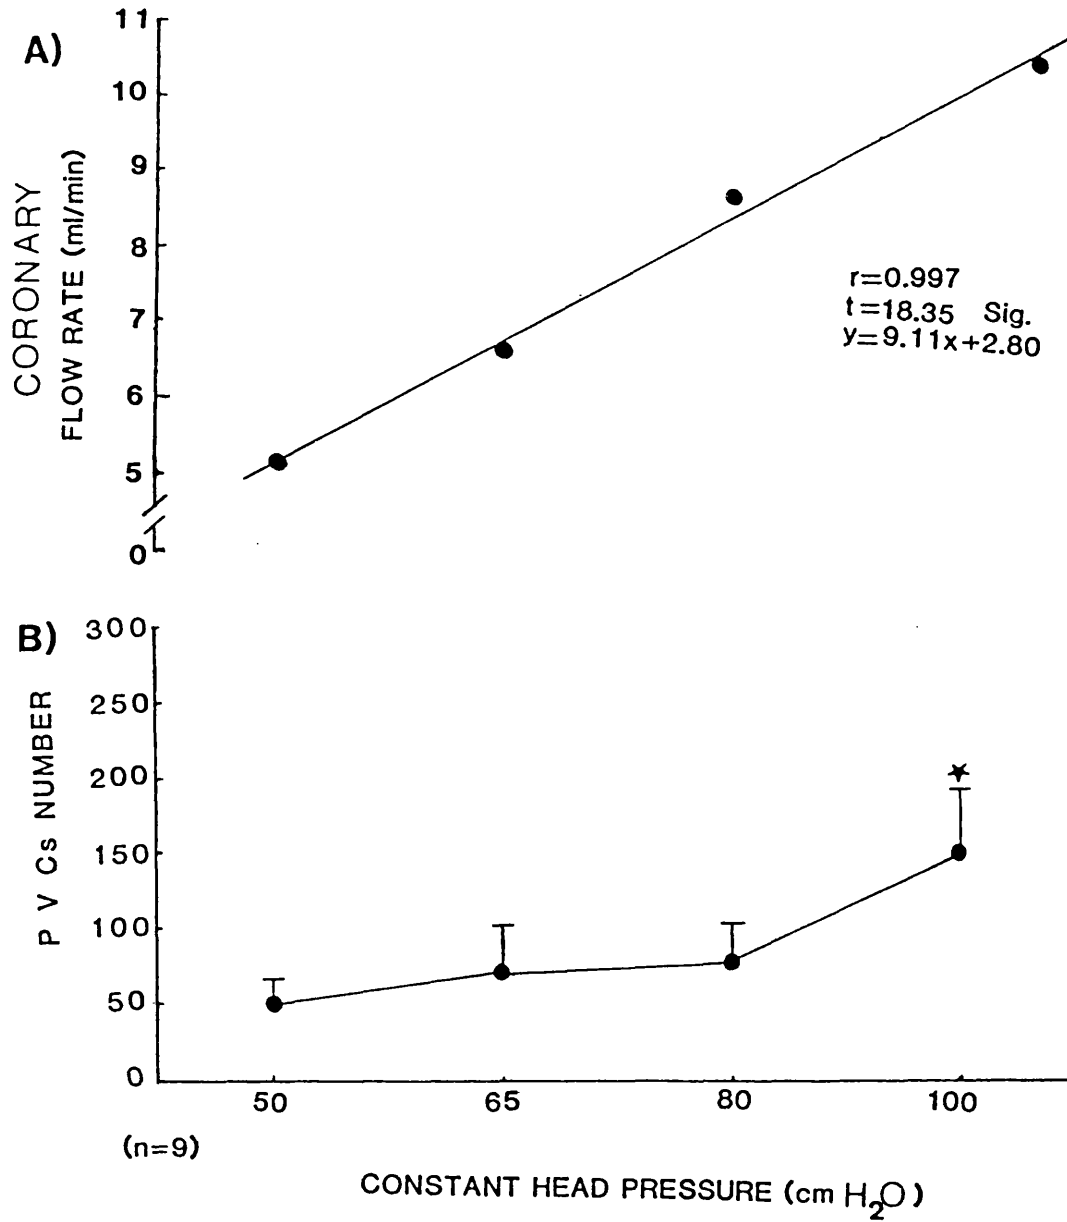 A)
CORONARY
FLOW RATE (ml/min)
11
10
9
8
7
6
5
0
r=0.997
t=18.35 Sig.
y=9.11x+2.80
B)
P V Cs NUMBER
300
250
200
150
100
50
0
50 65 80 100
(n=9)
CONSTANT HEAD PRESSURE (cm H₂O)